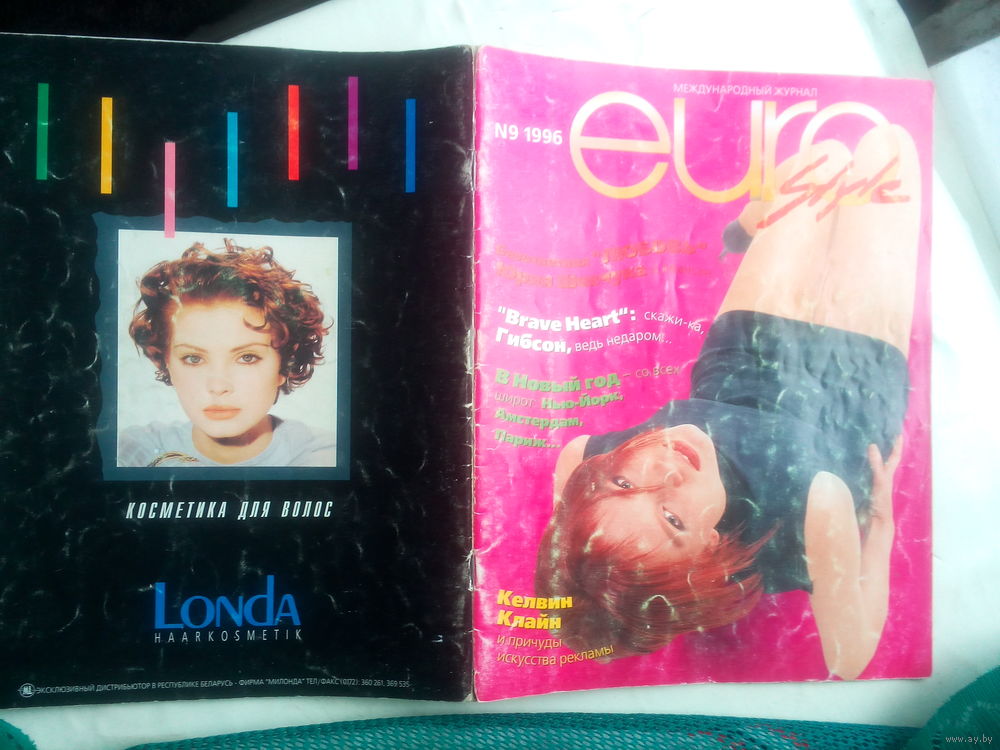 КОСМЕТИКА ДЛЯ ВОЛОС
LONDA
HAARKOSMETIK
ЭКСКЛЮЗИВНЫЙ ДИСТРИБЬЮТОР В РЕСПУБЛИКЕ БЕЛАРУСЬ - ФИРМА "МИЛОНДА" ТЕЛ/ФАКС (0172): 360 261, 369 535
МЕЖДУНАРОДНЫЙ ЖУРНАЛ
N9 1996
euro
Style
"Brave Heart": скажи-ка,
Гибсон, ведь недаром...
В Новый год - со всех
широт: Нью-Йорк,
Амстердам,
Париж...
Келвин
Клайн
и причуды
искусства рекламы
www.ay.by